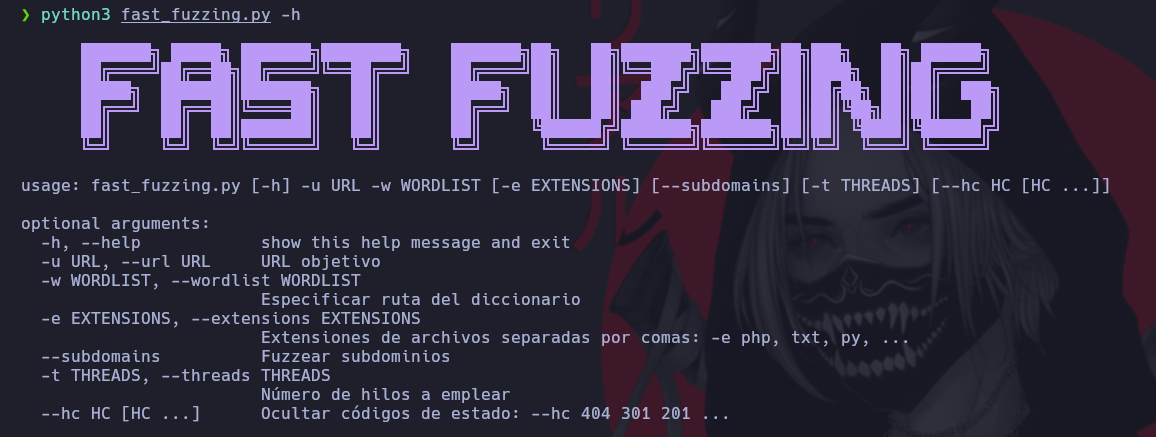 ❯ python3 fast_fuzzing.py -h
FAST FUZZING
usage: fast_fuzzing.py [-h] -u URL -w WORDLIST [-e EXTENSIONS] [--subdomains] [-t THREADS] [--hc HC [HC ...]]
optional arguments:
-h, --help show this help message and exit
-u URL, --url URL URL objetivo
-w WORDLIST, --wordlist WORDLIST
Especificar ruta del diccionario
-e EXTENSIONS, --extensions EXTENSIONS
Extensiones de archivos separadas por comas: -e php, txt, py, ...
--subdomains Fuzzear subdominios
-t THREADS, --threads THREADS
Número de hilos a emplear
--hc HC [HC ...] Ocultar códigos de estado: --hc 404 301 201 ...